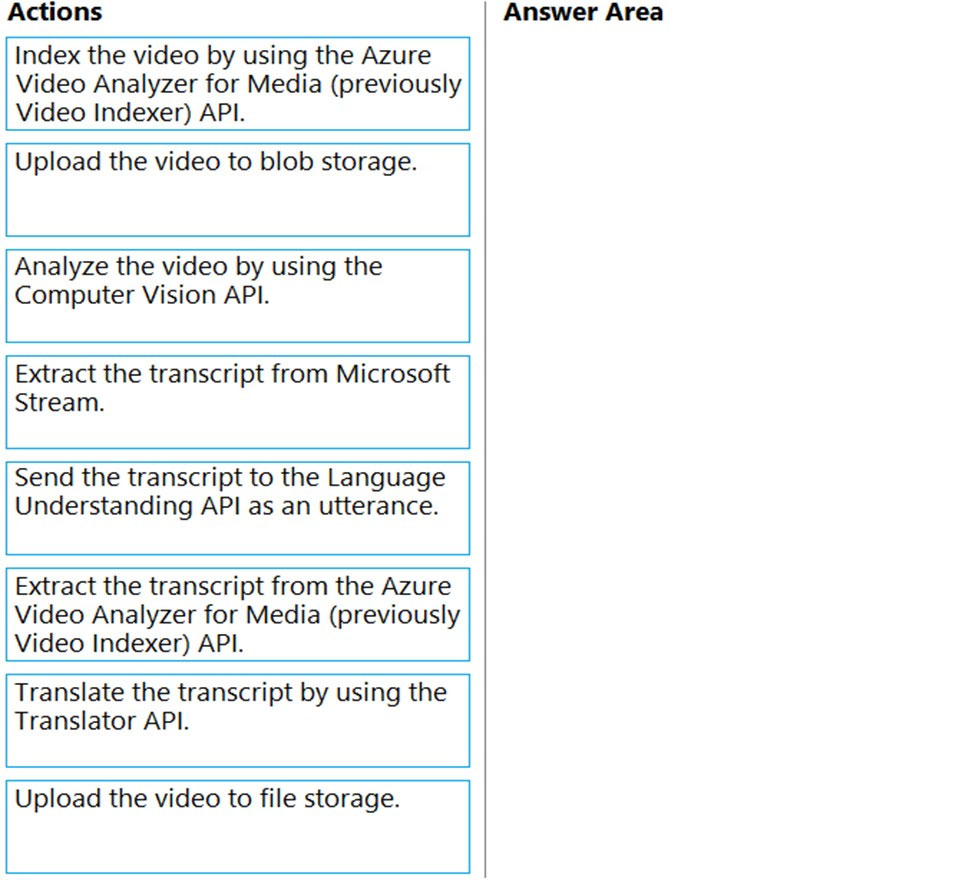 Actions
Answer Area
Index the video by using the Azure
Video Analyzer for Media (previously
Video Indexer) API.
Upload the video to blob storage.
Analyze the video by using the
Computer Vision API.
Extract the transcript from Microsoft
Stream.
Send the transcript to the Language
Understanding API as an utterance.
Extract the transcript from the Azure
Video Analyzer for Media (previously
Video Indexer) API.
Translate the transcript by using the
Translator API.
Upload the video to file storage.